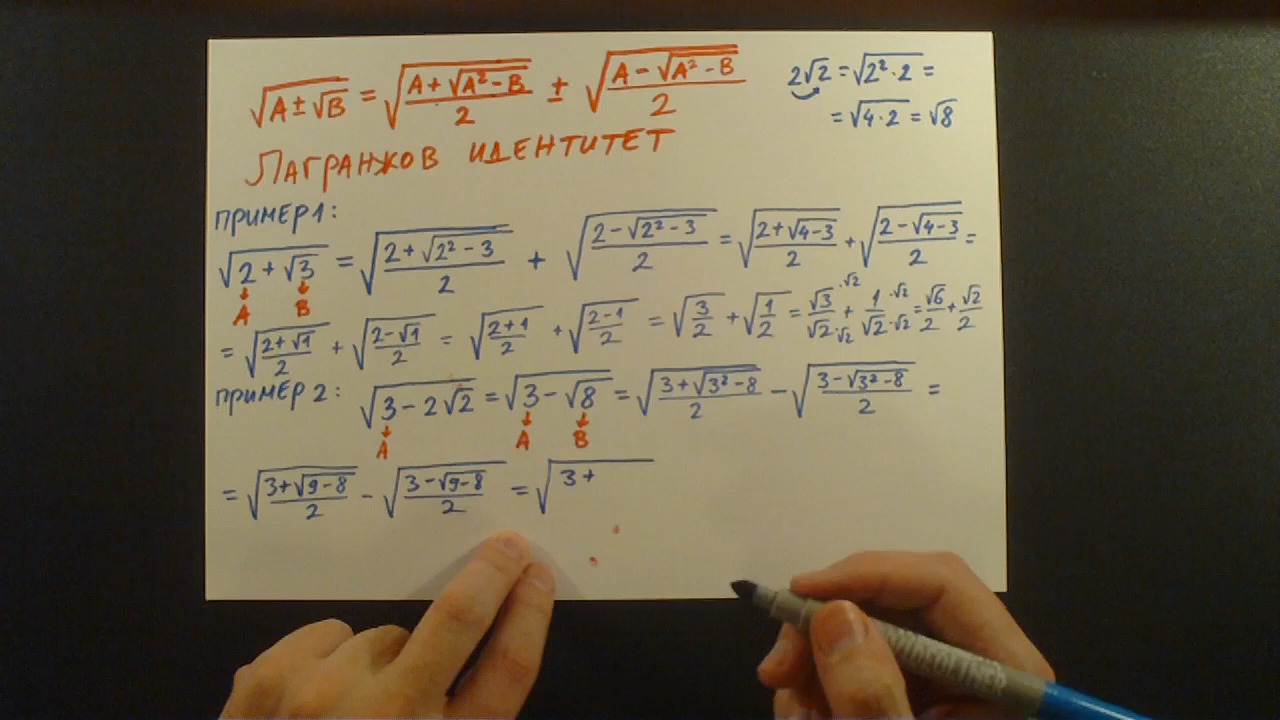 √(A±√B) = √((A+√(A²-B))/2) ± √((A-√(A²-B))/2)
2√2 = √(2²·2) =
= √(4·2) = √8
ЛАГРАНЖОВ ИДЕНТИТЕТ
ПРИМЕР 1:
√(2+√3) = √((2+√(2²-3))/2) + √((2-√(2²-3))/2) = √((2+√(4-3))/2) + √((2-√(4-3))/2) =
A B
= √((2+√1)/2) + √((2-√1)/2) = √((2+1)/2) + √((2-1)/2) = √(3/2) + √(1/2) = √3/√2 ·√2/·√2 + 1/√2 ·√2/·√2 = √6/2 + √2/2
ПРИМЕР 2: √(3-2√2) = √(3-√8) = √((3+√(3²-8))/2) - √((3-√(3²-8))/2) =
A A B
= √((3+√(9-8))/2) - √((3-√(9-8))/2) = √(3+